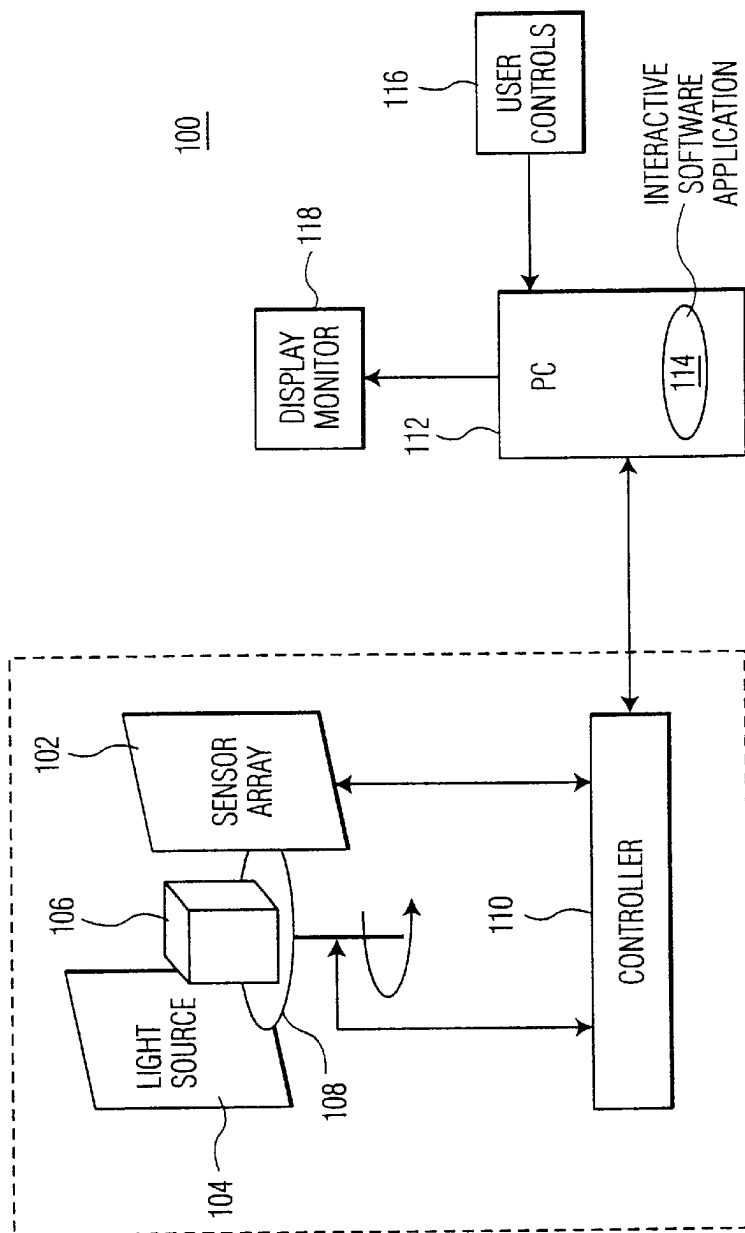 100
104
LIGHT
SOURCE
106
102
SENSOR
ARRAY
108
110
CONTROLLER
118
DISPLAY
MONITOR
112
PC
114
116
USER
CONTROLS
INTERACTIVE
SOFTWARE
APPLICATION